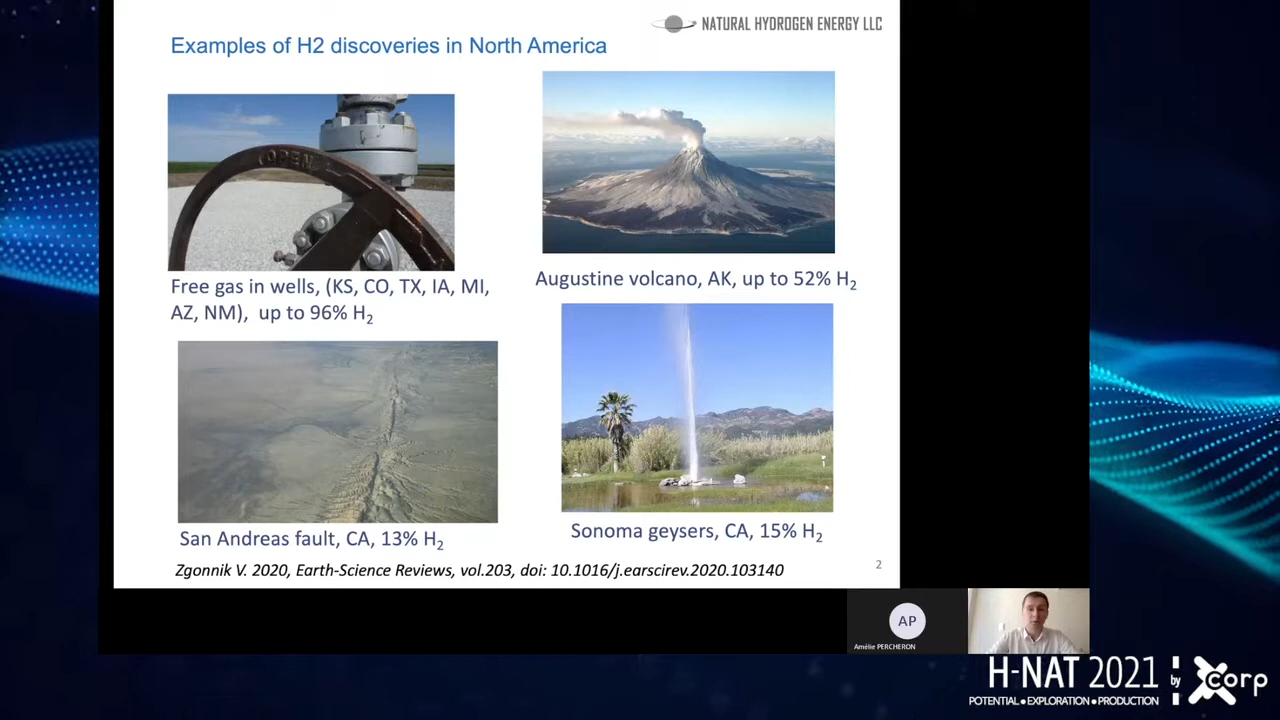 NATURAL HYDROGEN ENERGY LLC
Examples of H2 discoveries in North America
OPEN
Free gas in wells, (KS, CO, TX, IA, MI,
AZ, NM), up to 96% H₂
Augustine volcano, AK, up to 52% H₂
San Andreas fault, CA, 13% H₂
Sonoma geysers, CA, 15% H₂
Zgonnik V. 2020, Earth-Science Reviews, vol.203, doi: 10.1016/j.earscirev.2020.103140
2
AP
Amélie PERCHERON
H-NAT 2021 by Xcorp
POTENTIAL●EXPLORATION●PRODUCTION